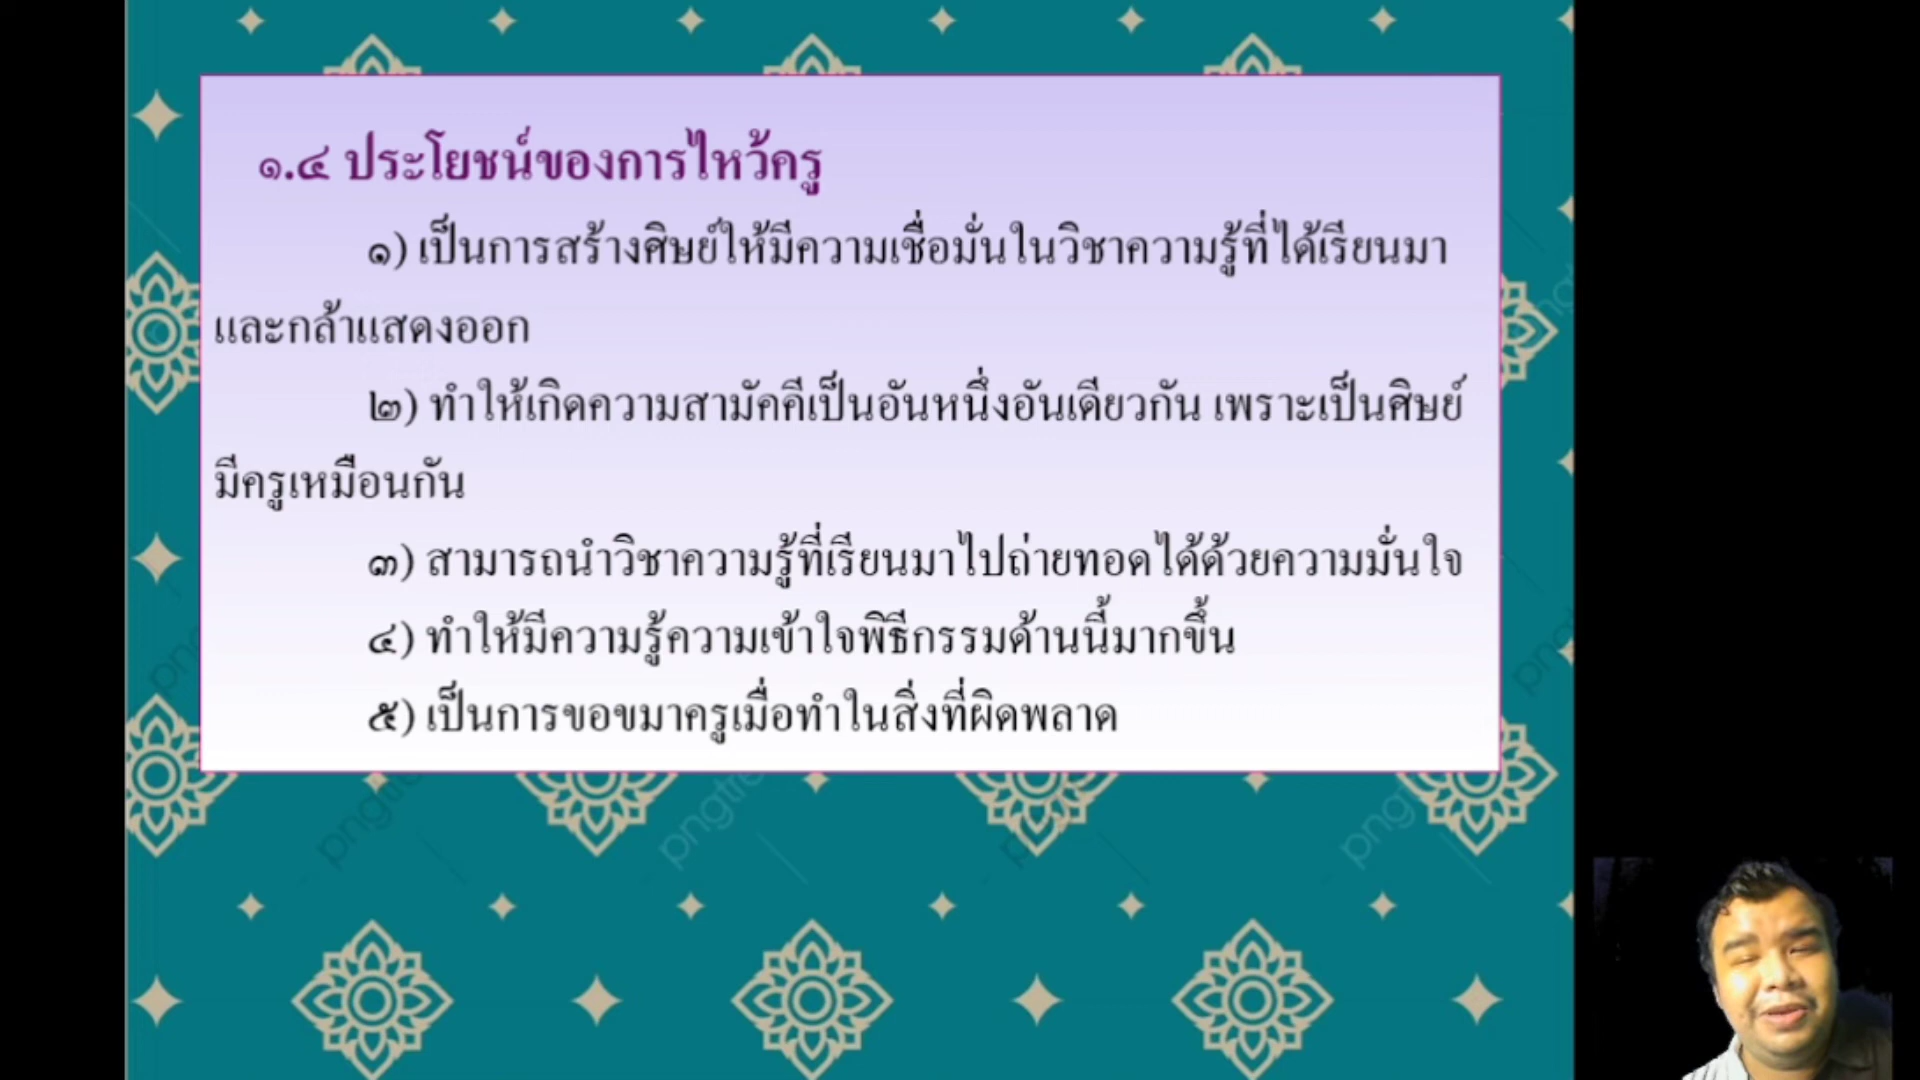 ๑.๔ ประโยชน์ของการไหว้ครู
๑) เป็นการสร้างศิษย์ให้มีความเชื่อมั่นในวิชาความรู้ที่ได้เรียนมา
และกล้าแสดงออก
๒) ทำให้เกิดความสามัคคีเป็นอันหนึ่งอันเดียวกัน เพราะเป็นศิษย์
มีครูเหมือนกัน
๓) สามารถนำวิชาความรู้ที่เรียนมาไปถ่ายทอดได้ด้วยความมั่นใจ
๔) ทำให้มีความรู้ความเข้าใจพิธีกรรมด้านนี้มากขึ้น
๕) เป็นการขอขมาครูเมื่อทำในสิ่งที่ผิดพลาด